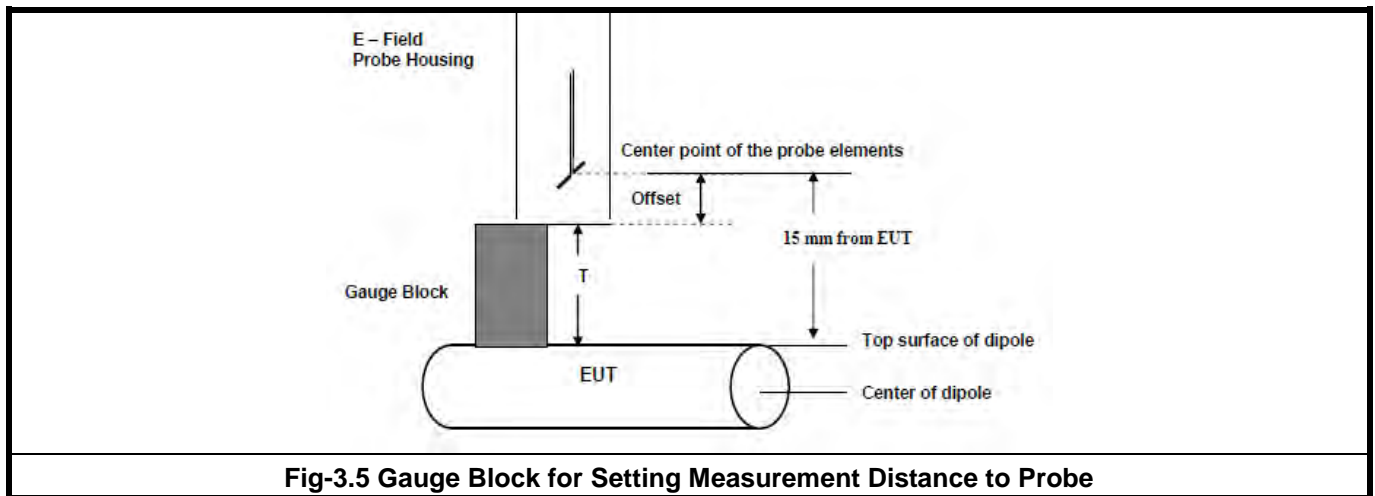 E – Field
Probe Housing
Center point of the probe elements
Offset
15 mm from EUT
T
Gauge Block
Top surface of dipole
EUT
Center of dipole
Fig-3.5 Gauge Block for Setting Measurement Distance to Probe